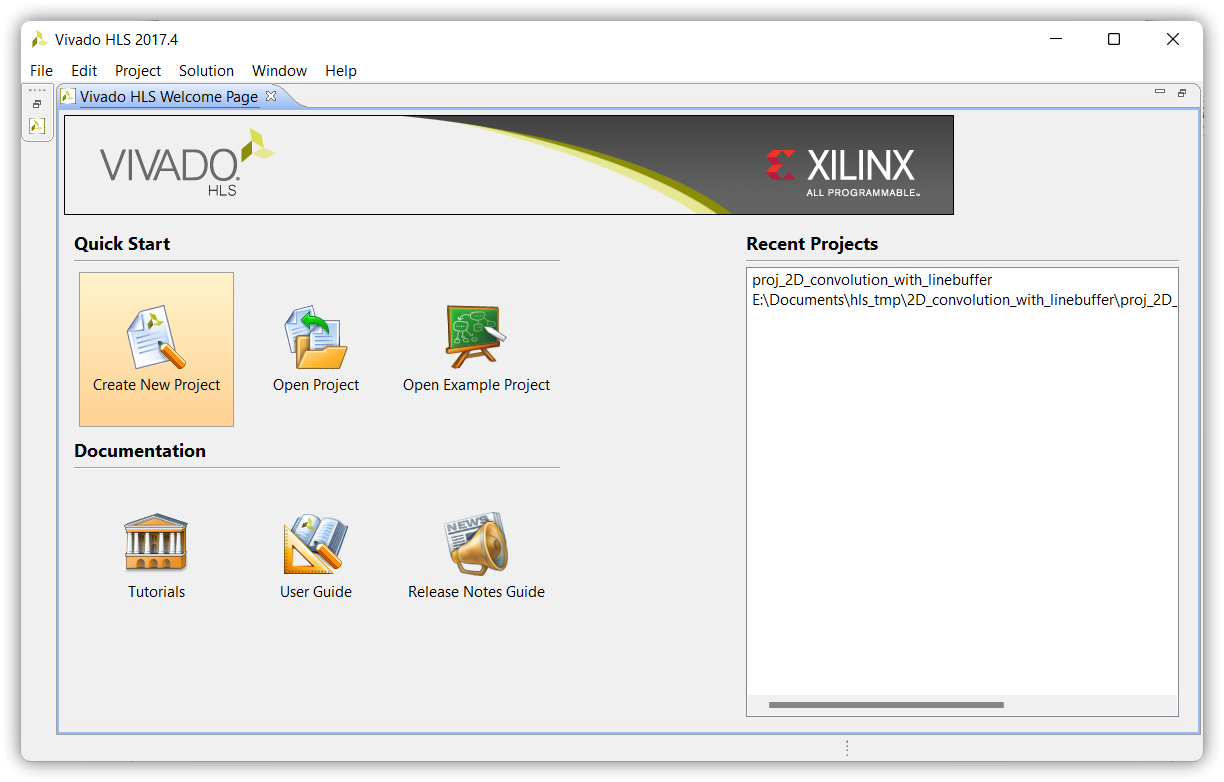 Vivado HLS 2017.4
File Edit Project Solution Window Help
Vivado HLS Welcome Page
VIVADO.
HLS
XILINX
ALL PROGRAMMABLE™
Quick Start
Create New Project
Open Project
Open Example Project
Documentation
NEWS
Tutorials
User Guide
Release Notes Guide
Recent Projects
proj_2D_convolution_with_linebuffer
E:\Documents\hls_tmp\2D_convolution_with_linebuffer\proj_2D_